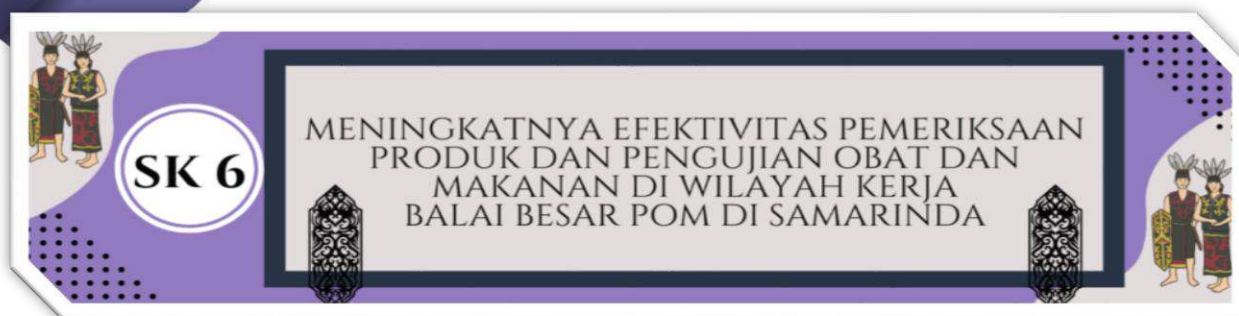 SK 6
MENINGKATNYA EFEKTIVITAS PEMERIKSAAN
PRODUK DAN PENGUJIAN OBAT DAN
MAKANAN DI WILAYAH KERJA
BALAI BESAR POM DI SAMARINDA